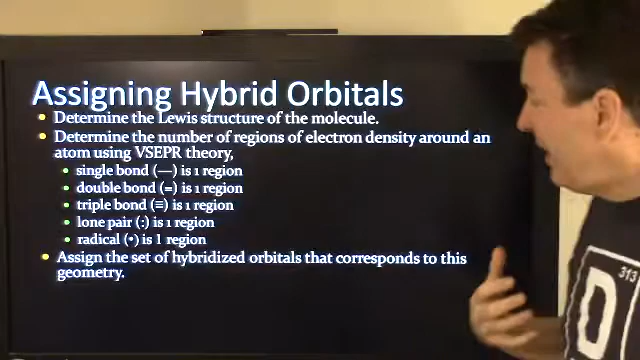 Assigning Hybrid Orbitals
• Determine the Lewis structure of the molecule.
• Determine the number of regions of electron density around an
atom using VSEPR theory,
• single bond (—) is 1 region
• double bond (=) is 1 region
• triple bond (≡) is 1 region
• lone pair (:) is 1 region
• radical (•) is 1 region
• Assign the set of hybridized orbitals that corresponds to this
geometry.
313
D